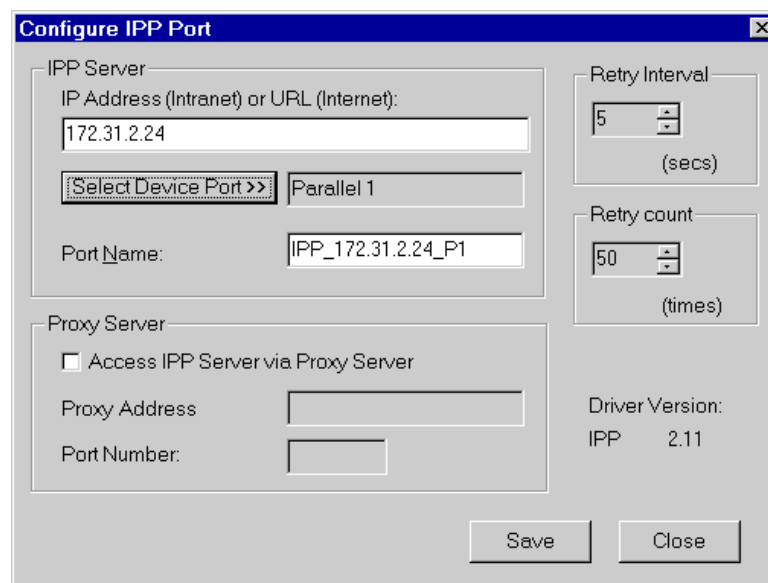 Configure IPP Port
IPP Server
IP Address (Intranet) or URL (Internet):
172.31.2.24
Select Device Port >>
Parallel 1
Port Name:
IPP_172.31.2.24_P1
Retry Interval
5
(secs)
Retry count
50
(times)
Proxy Server
Access IPP Server via Proxy Server
Proxy Address
Port Number:
Driver Version:
IPP 2.11
Save
Close